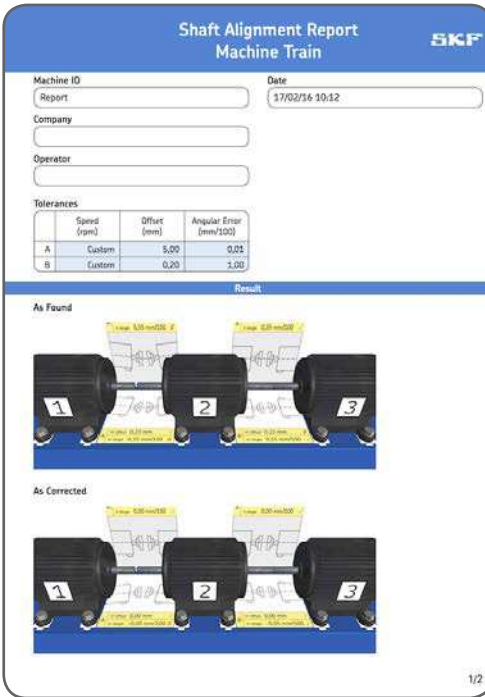 Shaft Alignment Report
Machine Train
SKF
Machine ID
Date
Report
17/02/16 10:12
Company
Operator
Tolerances
Speed (rpm) Offset (mm) Angular Error (mm/100)
A Custom 5,00 0,01
B Custom 0,20 1,00
Result
As Found
1 2 3
As Corrected
1 2 3
1/2